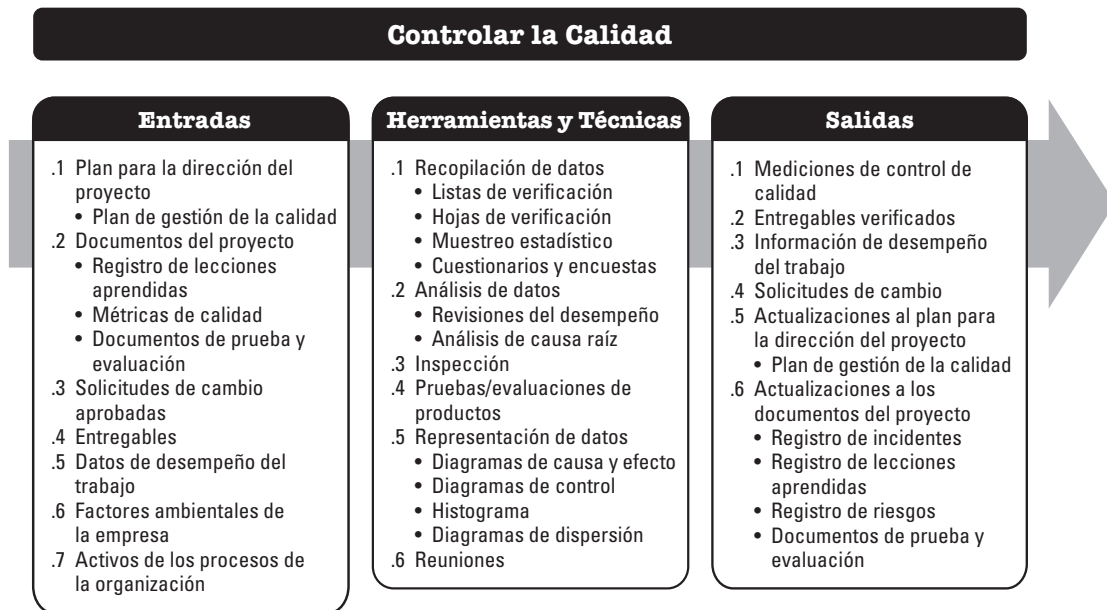 Controlar la Calidad
Entradas
.1 Plan para la dirección del
proyecto
• Plan de gestión de la calidad
.2 Documentos del proyecto
• Registro de lecciones
aprendidas
• Métricas de calidad
• Documentos de prueba y
evaluación
.3 Solicitudes de cambio
aprobadas
.4 Entregables
.5 Datos de desempeño del
trabajo
.6 Factores ambientales de
la empresa
.7 Activos de los procesos de
la organización
Herramientas y Técnicas
.1 Recopilación de datos
• Listas de verificación
• Hojas de verificación
• Muestreo estadístico
• Cuestionarios y encuestas
.2 Análisis de datos
• Revisiones del desempeño
• Análisis de causa raíz
.3 Inspección
.4 Pruebas/evaluaciones de
productos
.5 Representación de datos
• Diagramas de causa y efecto
• Diagramas de control
• Histograma
• Diagramas de dispersión
.6 Reuniones
Salidas
.1 Mediciones de control de
calidad
.2 Entregables verificados
.3 Información de desempeño
del trabajo
.4 Solicitudes de cambio
.5 Actualizaciones al plan para
la dirección del proyecto
• Plan de gestión de la calidad
.6 Actualizaciones a los
documentos del proyecto
• Registro de incidentes
• Registro de lecciones
aprendidas
• Registro de riesgos
• Documentos de prueba y
evaluación